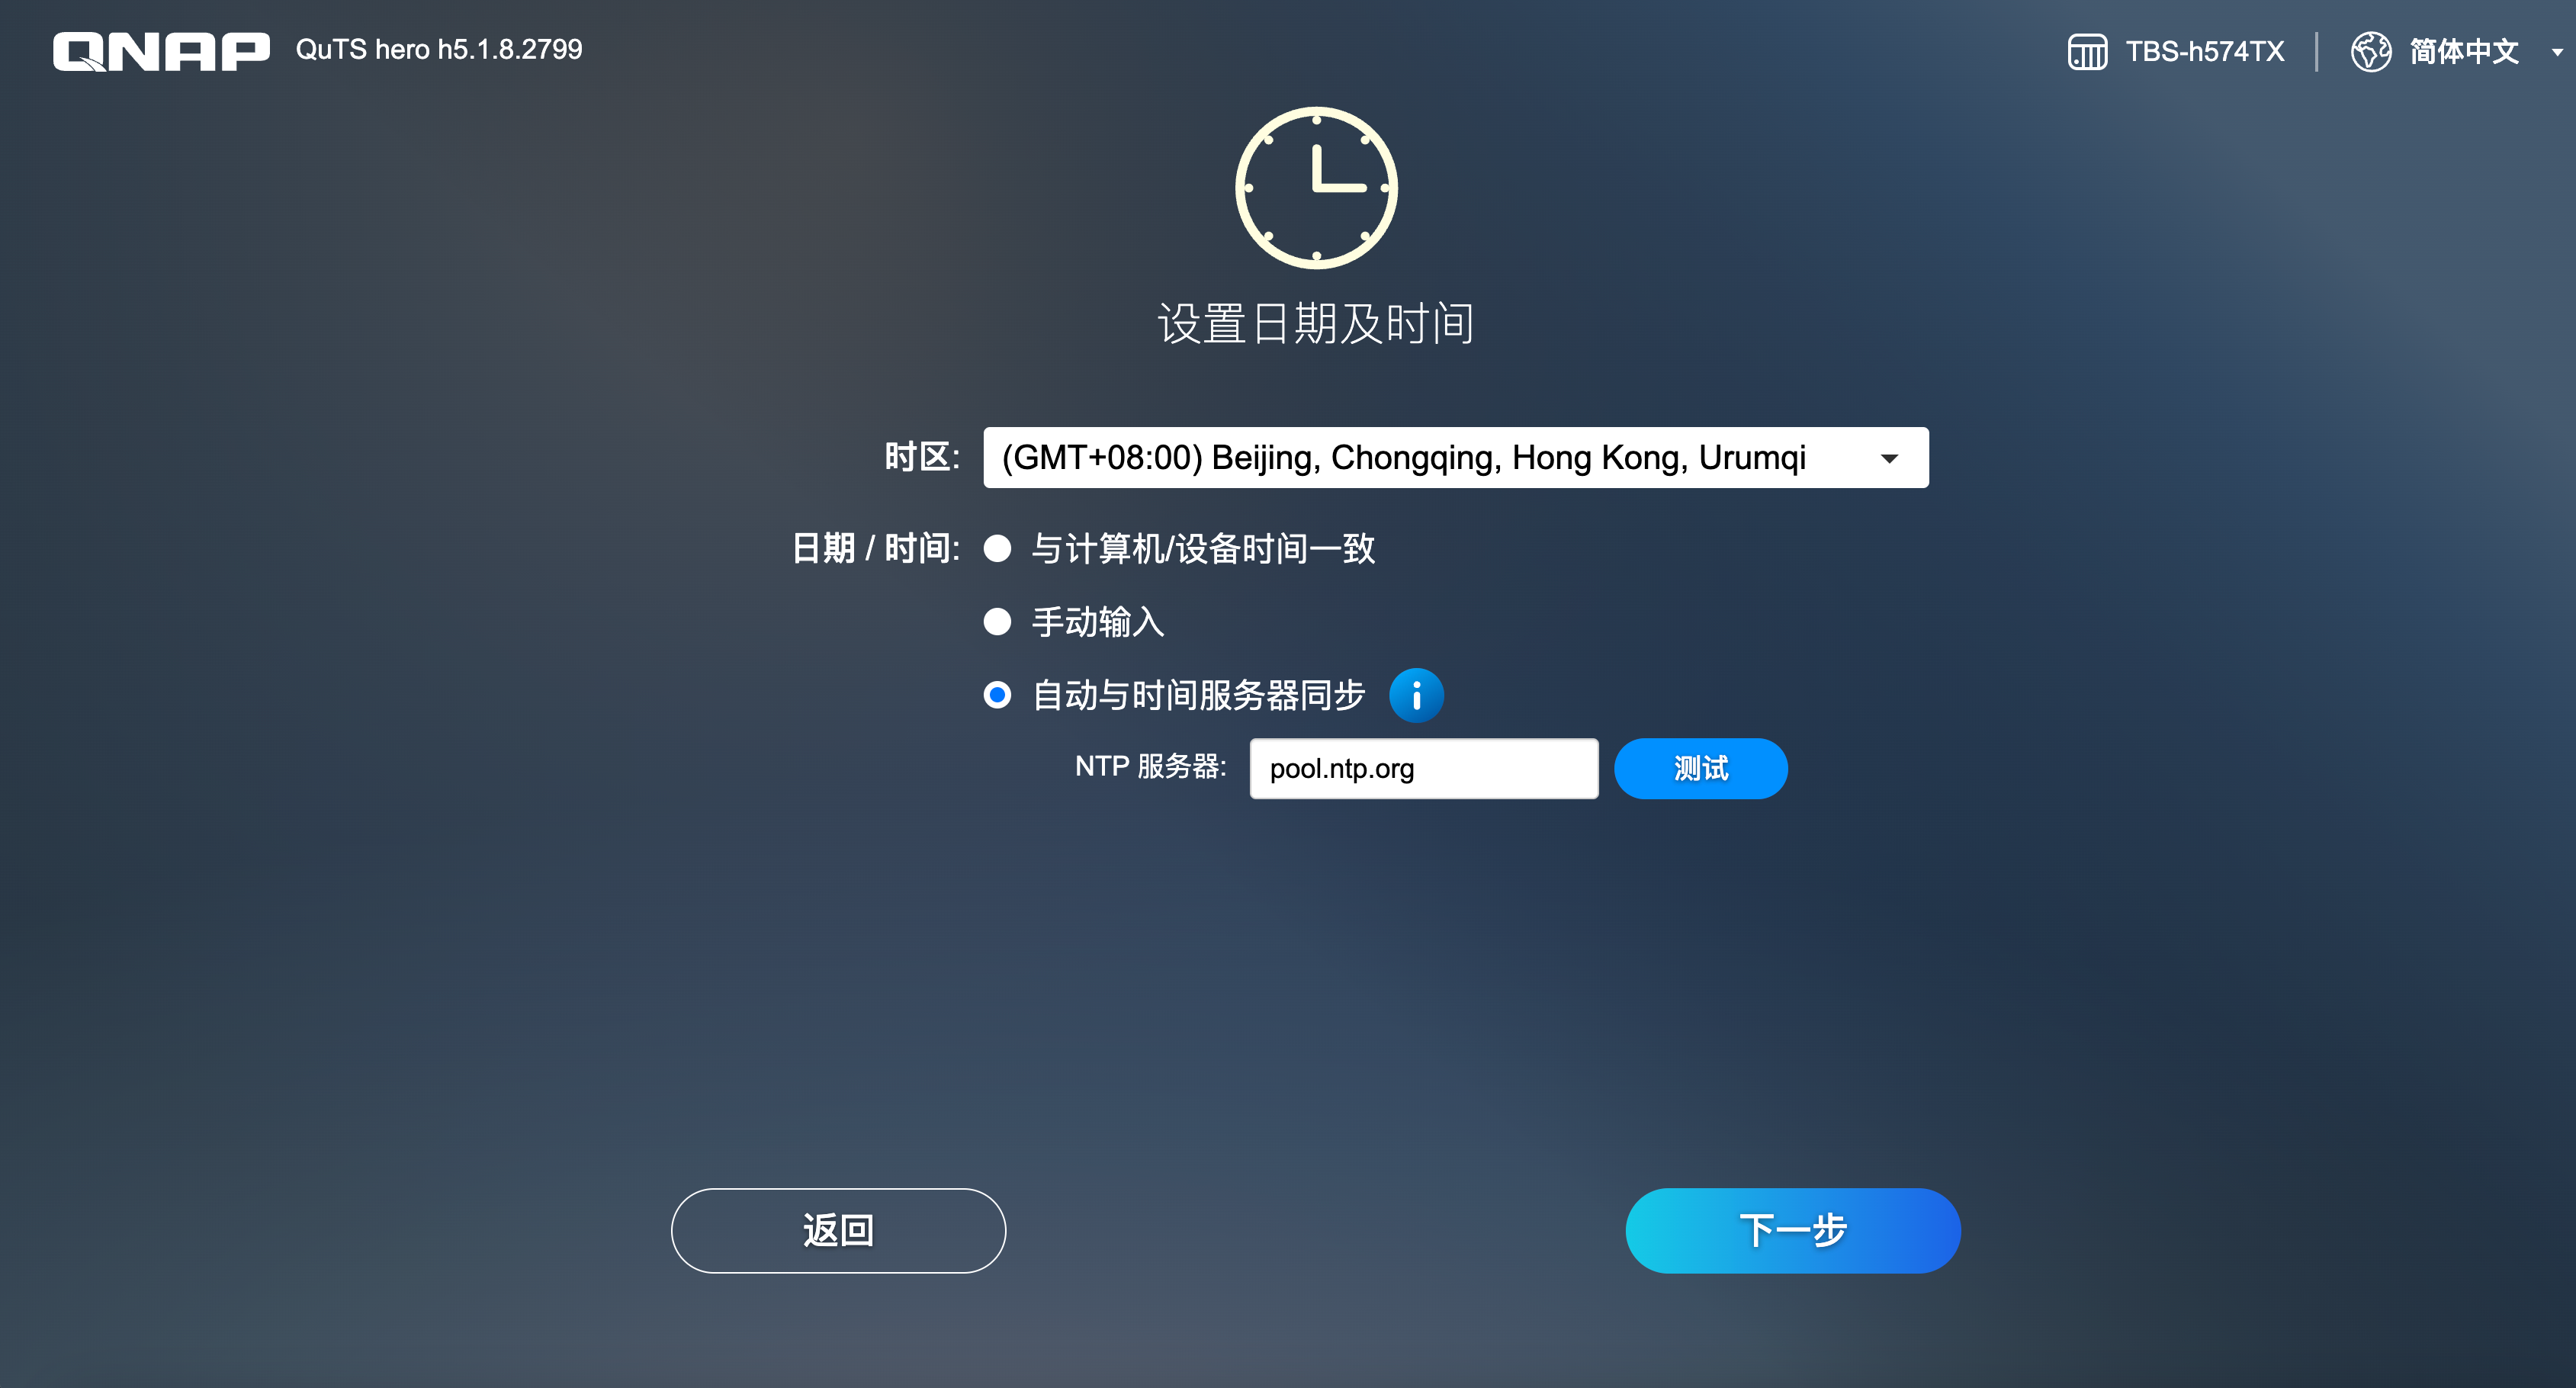 QNAP QuTS hero h5.1.8.2799 TBS-h574TX 简体中文
设置日期及时间
时区: (GMT+08:00) Beijing, Chongqing, Hong Kong, Urumqi
日期 / 时间: 与计算机/设备时间一致
手动输入
自动与时间服务器同步
NTP 服务器: pool.ntp.org 测试
返回 下一步